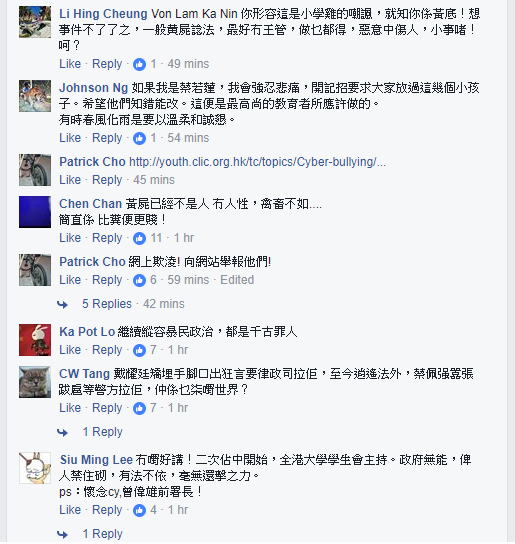 Li Hing Cheung Von Lam Ka Nin 你形容這是小學雞的嘲謔，就知你係黃底！想
事件不了了之，一般黃屍諗法，最好冇王管，做乜都得，惡意中傷人，小事啫！
呵？
Like · Reply · 1 · 49 mins
Johnson Ng 如果我是蔡若蓮，我會強忍悲痛，開記招要求大家放過這幾個小孩
子。希望他們知錯能改。這便是最高尚的教育者所應許做的。
有時春風化雨是要以溫柔和誠懇。
Like · Reply · 1 · 54 mins
Patrick Cho http://youth.clic.org.hk/tc/topics/Cyber-bullying/...
Like · Reply · 45 mins
Chen Chan 黃屍已經不是人 冇人性，禽畜不如....
簡直係 比糞便更賤！
Like · Reply · 11 · 1 hr
Patrick Cho 網上欺淩! 向網站舉報他們!
Like · Reply · 6 · 59 mins · Edited
5 Replies · 42 mins
Ka Pot Lo 繼續縱容暴民政治，都是千古罪人
Like · Reply · 7 · 1 hr
CW Tang 戴耀廷矯埋手腳口出狂言要律政司拉佢，至今逍遙法外，禁佩强囂張
跋扈等警方拉佢，仲係乜柒嘢世界？
Like · Reply · 7 · 1 hr
1 Reply
Siu Ming Lee 冇嘢好講！二次佔中開始，全港大學學生會主持。政府無能，俾
人禁住砌，有法不依，毫無還擊之力。
ps：懷念cy,曾偉雄前署長！
Like · Reply · 4 · 1 hr
1 Reply